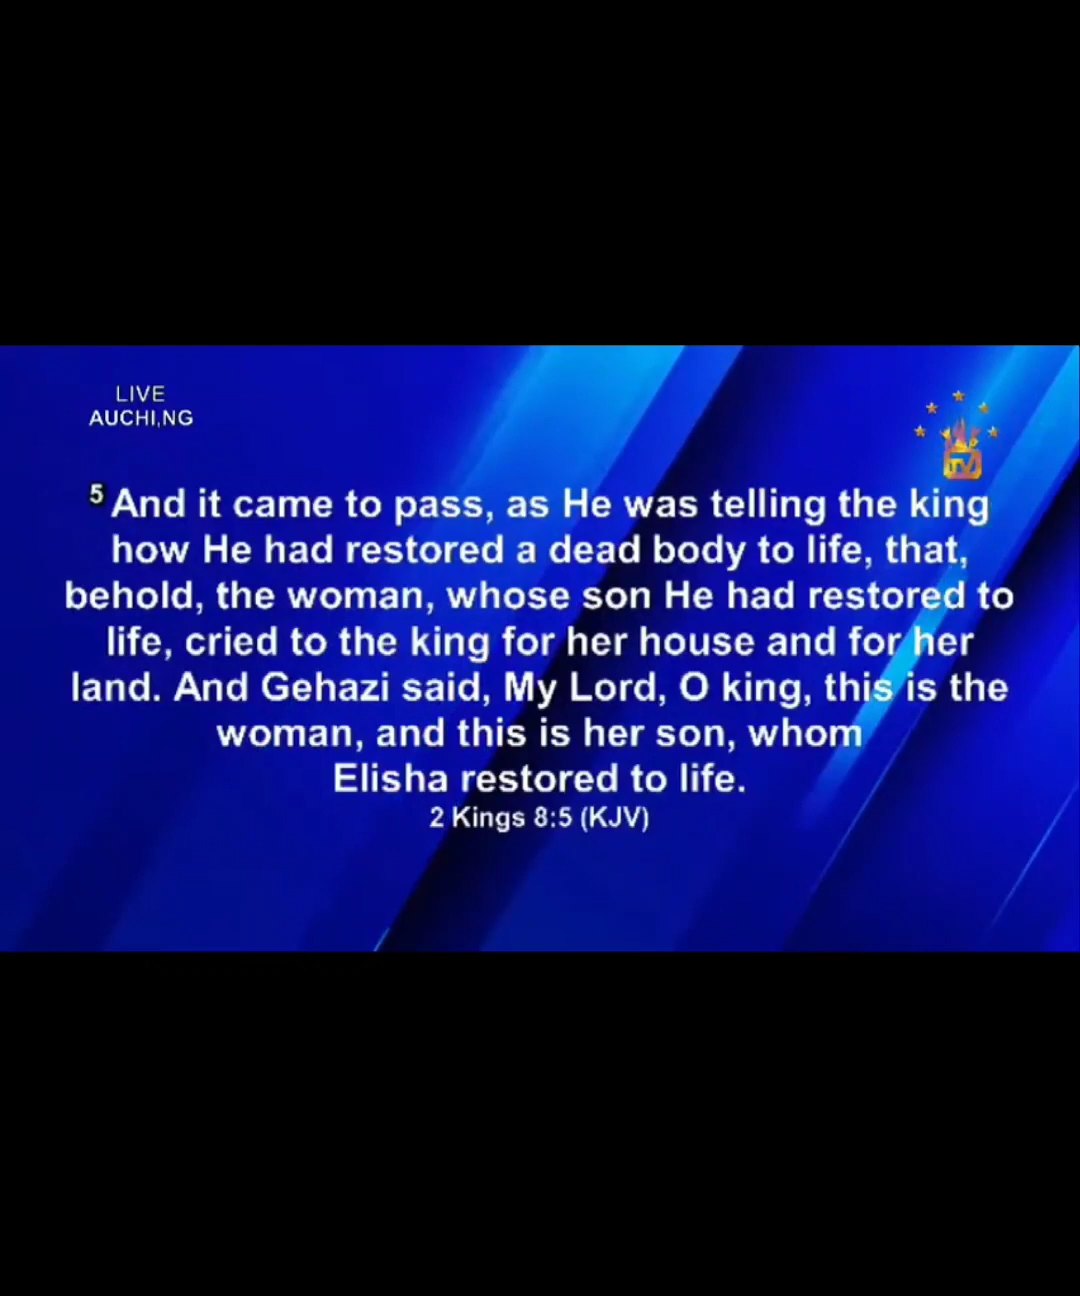 LIVE
AUCHI,NG
TV
5 And it came to pass, as He was telling the king
how He had restored a dead body to life, that,
behold, the woman, whose son He had restored to
life, cried to the king for her house and for her
land. And Gehazi said, My Lord, O king, this is the
woman, and this is her son, whom
Elisha restored to life.
2 Kings 8:5 (KJV)